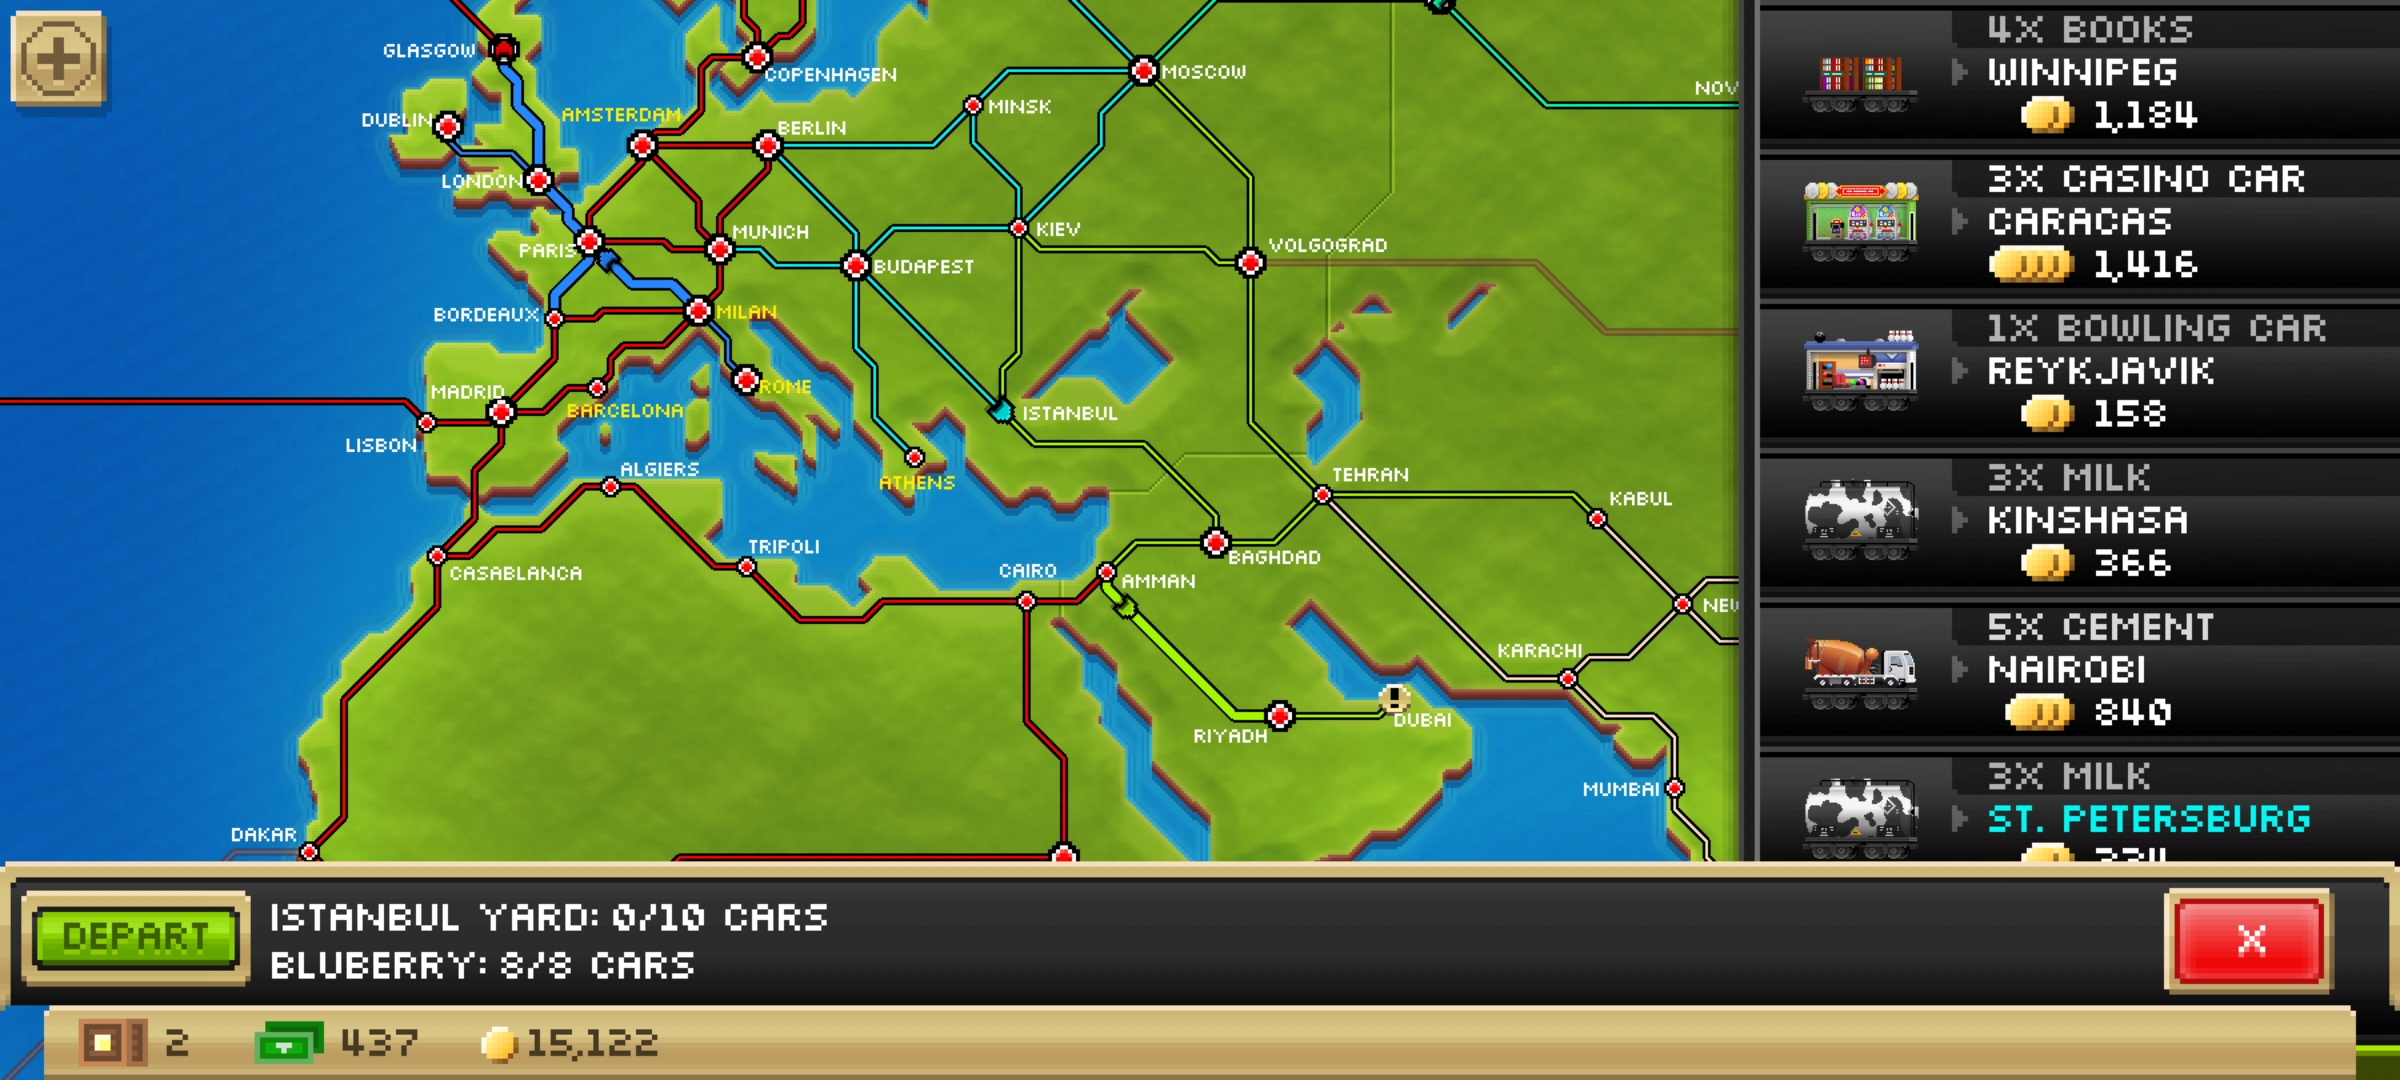 GLASGOW
COPENHAGEN
MOSCOW
DUBLIN
AMSTERDAM
BERLIN
MINSK
LONDON
PARIS
MUNICH
BUDAPEST
KIEV
VOLGOGRAD
BORDEAUX
MILAN
MADRID
BARCELONA
ROME
LISBON
ISTANBUL
ALGIERS
ATHENS
TEHRAN
KABUL
TRIPOLI
CASABLANCA
CAIRO
AMMAN
BAGHDAD
KARACHI
RIYADH
DUBAI
MUMBAI
DAKAR
4X BOOKS
WINNIPEG
1,184
3X CASINO CAR
CARACAS
1,416
1X BOWLING CAR
REYKJAVIK
158
3X MILK
KINSHASA
366
5X CEMENT
NAIROBI
840
3X MILK
ST. PETERSBURG
DEPART
ISTANBUL YARD: 0/10 CARS
BLUBERRY: 8/8 CARS
X
2
437
15,122